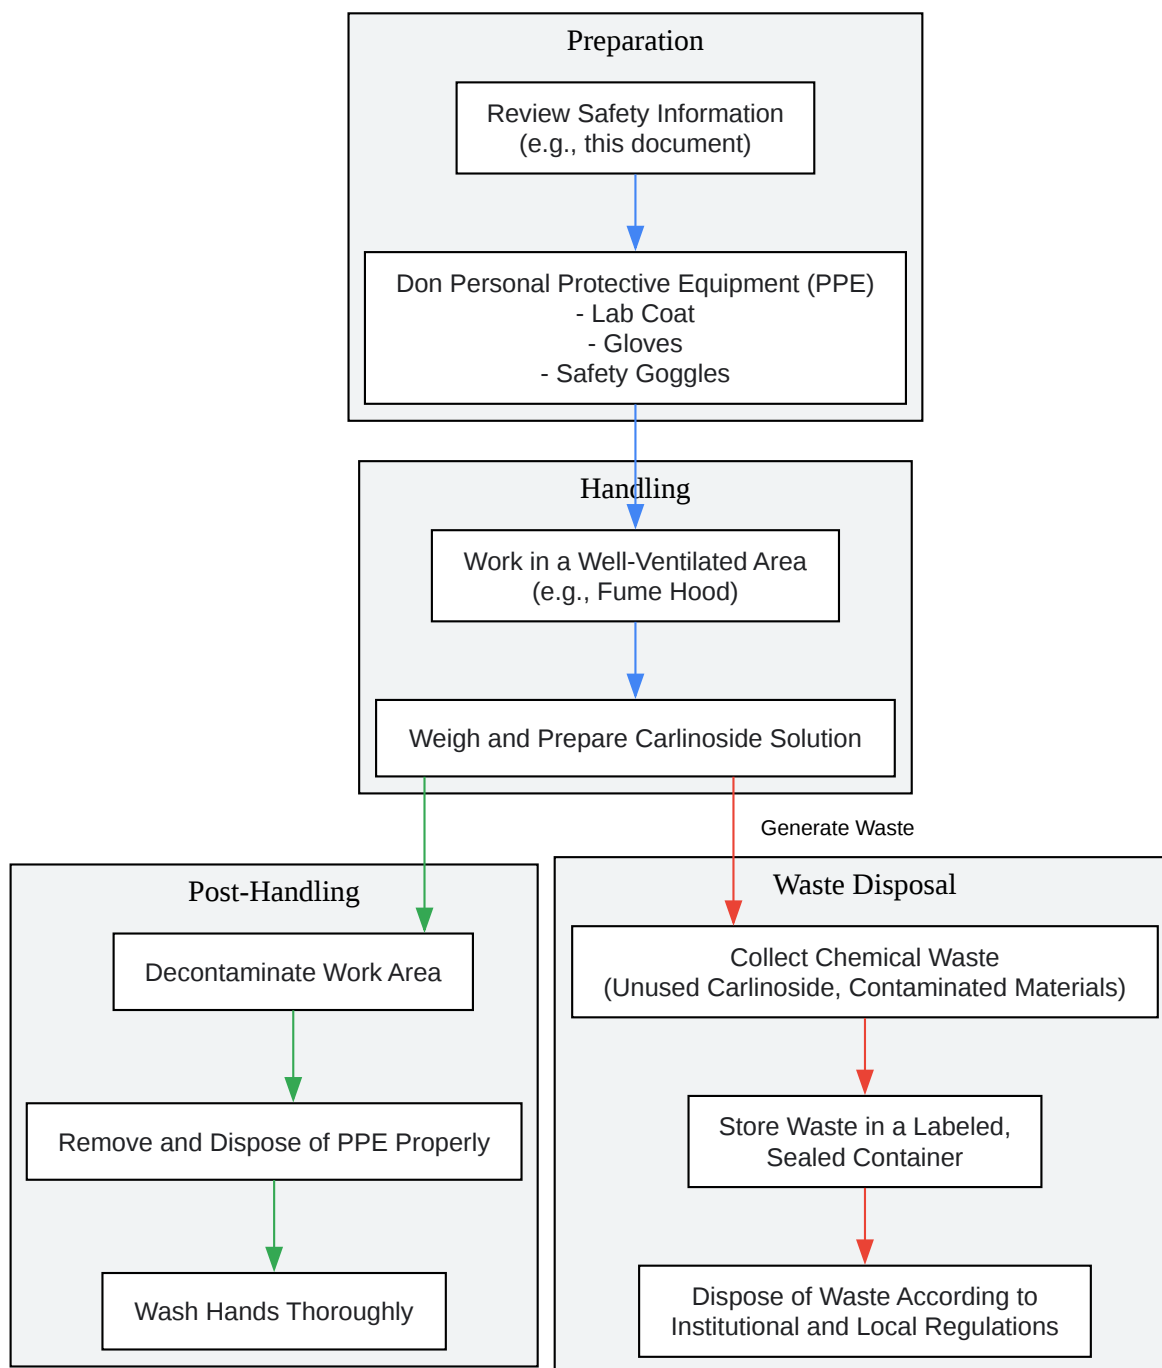 Preparation
Review Safety Information
(e.g., this document)
Don Personal Protective Equipment (PPE)
- Lab Coat
- Gloves
- Safety Goggles
Handling
Work in a Well-Ventilated Area
(e.g., Fume Hood)
Weigh and Prepare Carlinoside Solution
Generate Waste
Post-Handling
Decontaminate Work Area
Remove and Dispose of PPE Properly
Wash Hands Thoroughly
Waste Disposal
Collect Chemical Waste
(Unused Carlinoside, Contaminated Materials)
Store Waste in a Labeled,
Sealed Container
Dispose of Waste According to
Institutional and Local Regulations